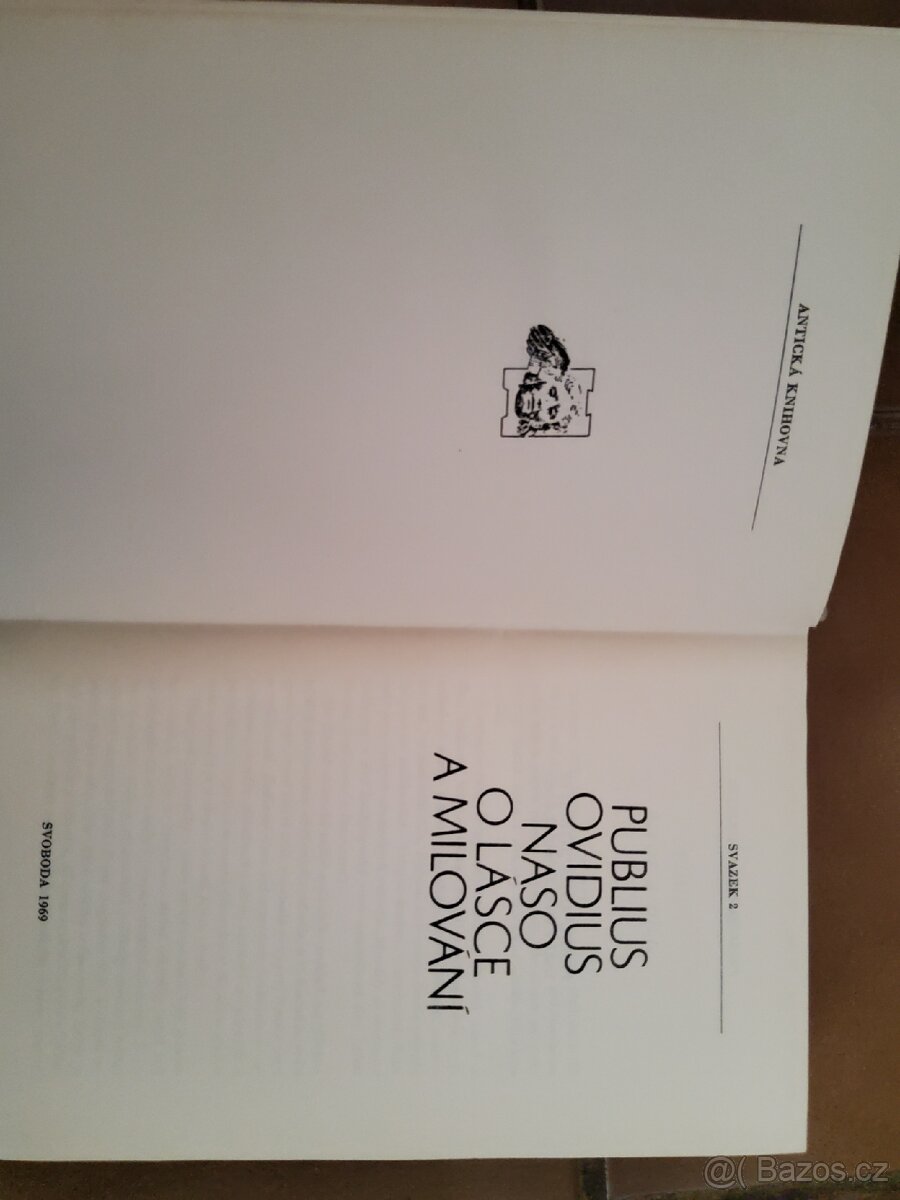 ANTICKÁ KNIHOVNA
SVAZEK 2
PUBLIUS
OVIDIUS
NASO
O LÁSCE
A MILOVÁNÍ
SVOBODA 1969
@( Bazos.cz